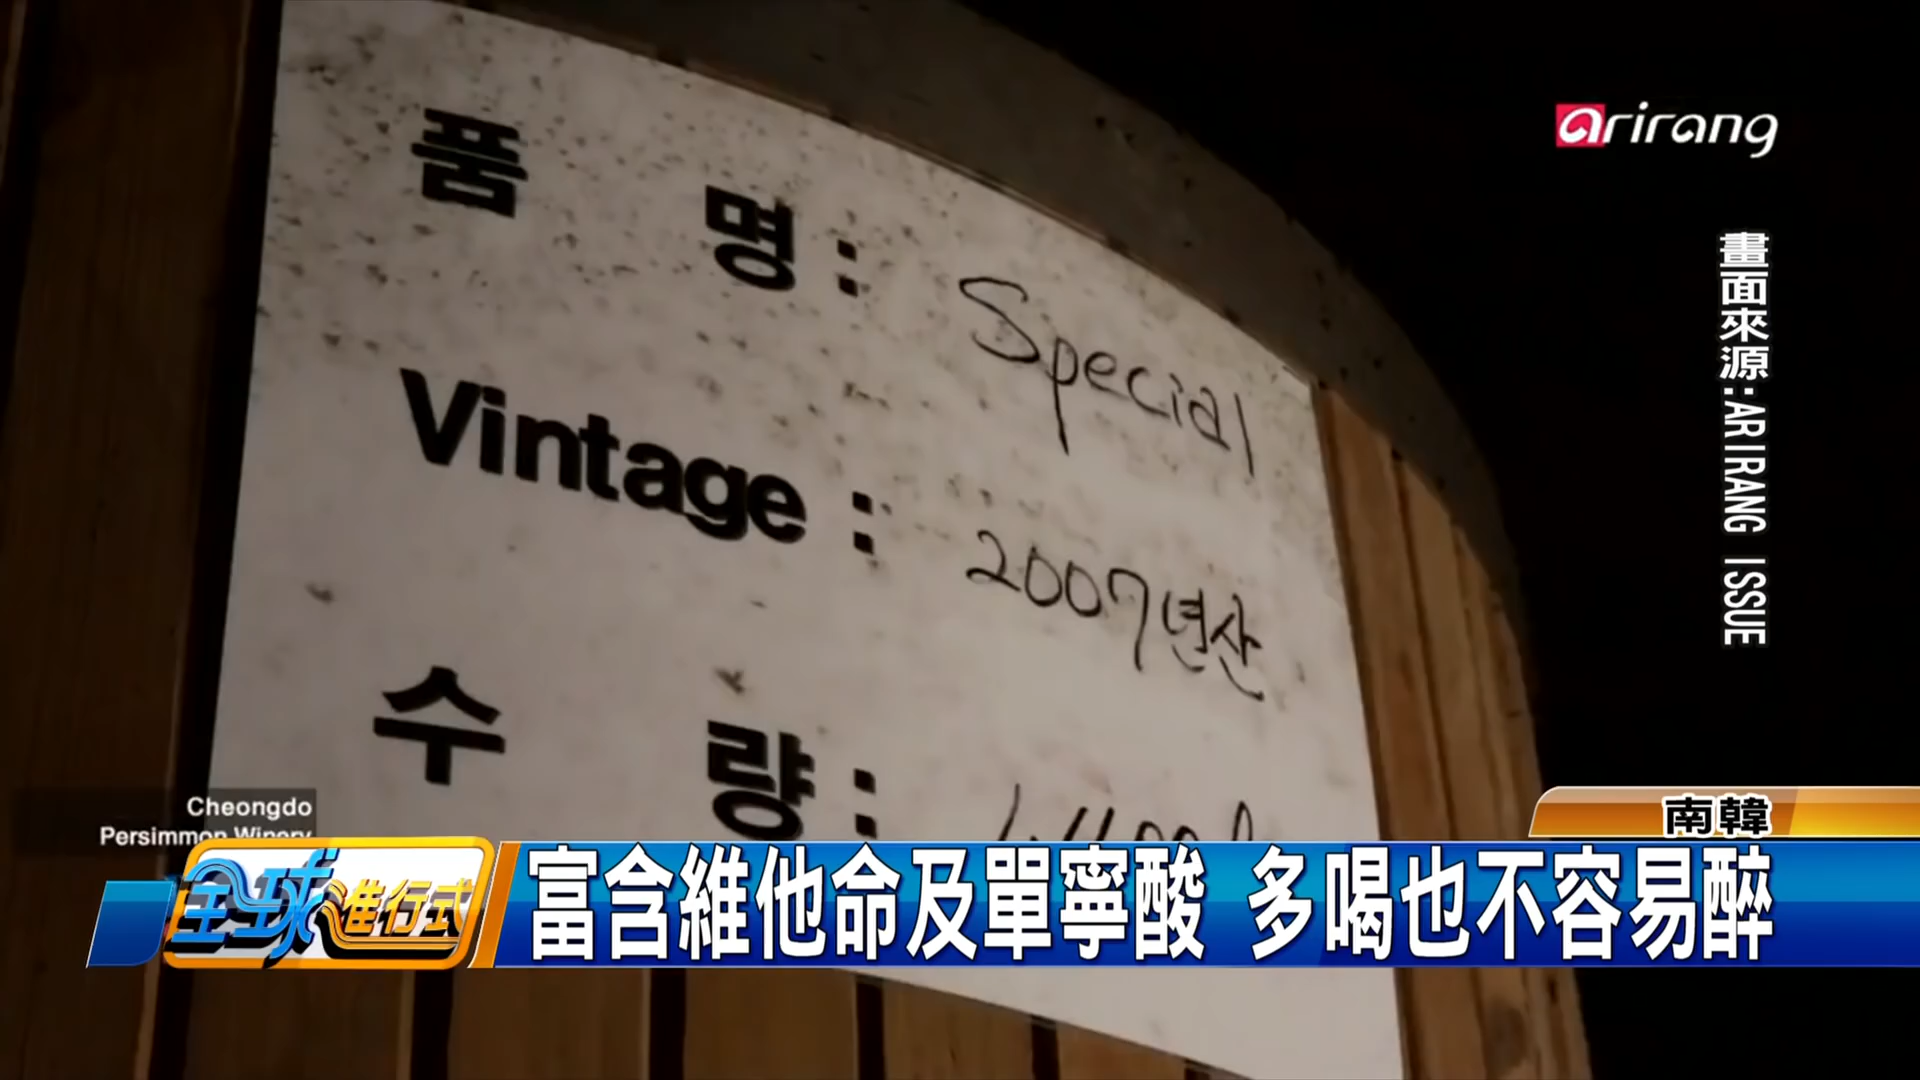 arirang
畫面來源:ARIRANG ISSUE
품 명 : Special
Vintage : 2007년산
수 량 :
Cheongdo
Persimmon Winery
南韓
全球進行式
富含維他命及單寧酸 多喝也不容易醉